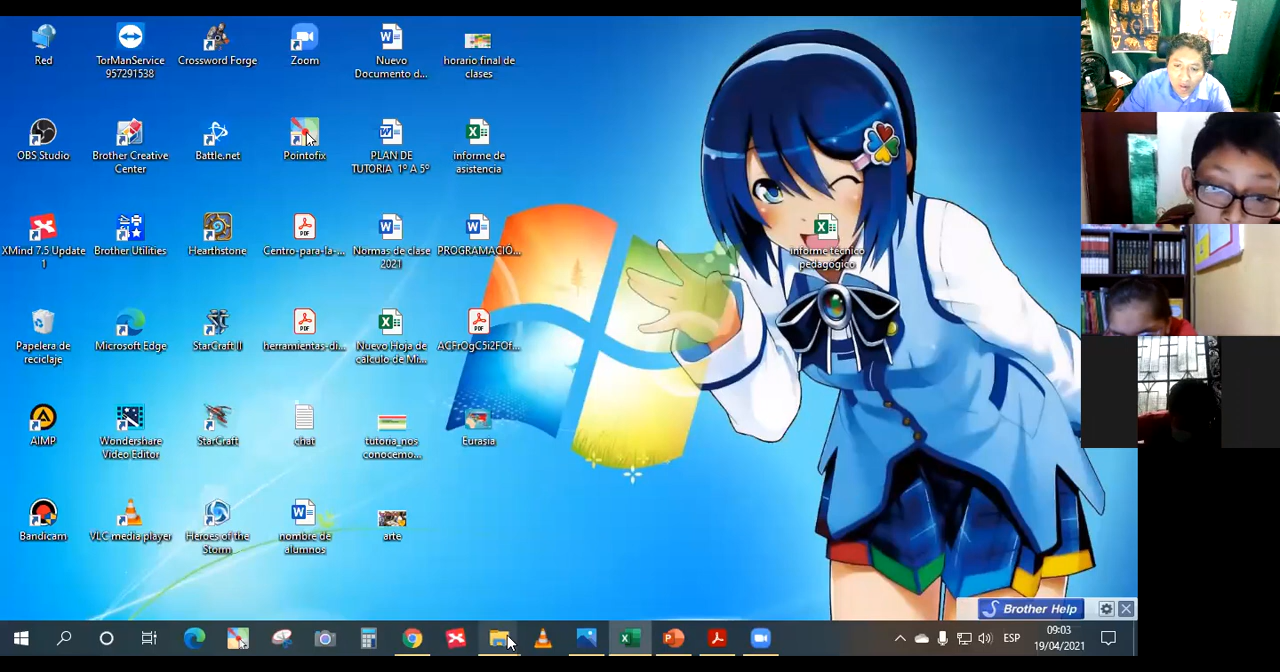 Red
TorManService
957291538
Crossword Forge
Zoom
Nuevo
Documento d...
horario final de
clases
OBS Studio
Brother Creative
Center
Battle.net
Pointofix
PLAN DE
TUTORIA 1º A 5º
informe de
asistencia
XMind 7.5 Update
1
Brother Utilities
Hearthstone
Centro-para-la-...
Normas de clase
2021
PROGRAMACIÓ...
informe técnico
pedagogico
Papelera de
reciclaje
Microsoft Edge
StarCraft II
herramientas-di...
Nuevo Hoja de
cálculo de Mi...
ACFrOgC5i2FOf...
AIMP
Wondershare
Video Editor
StarCraft
chat
tutoria_nos
conocemo...
Eurasia
Bandicam
VLC media player
Heroes of the
Storm
nombre de
alumnos
arte
Brother Help
ESP
09:03
19/04/2021